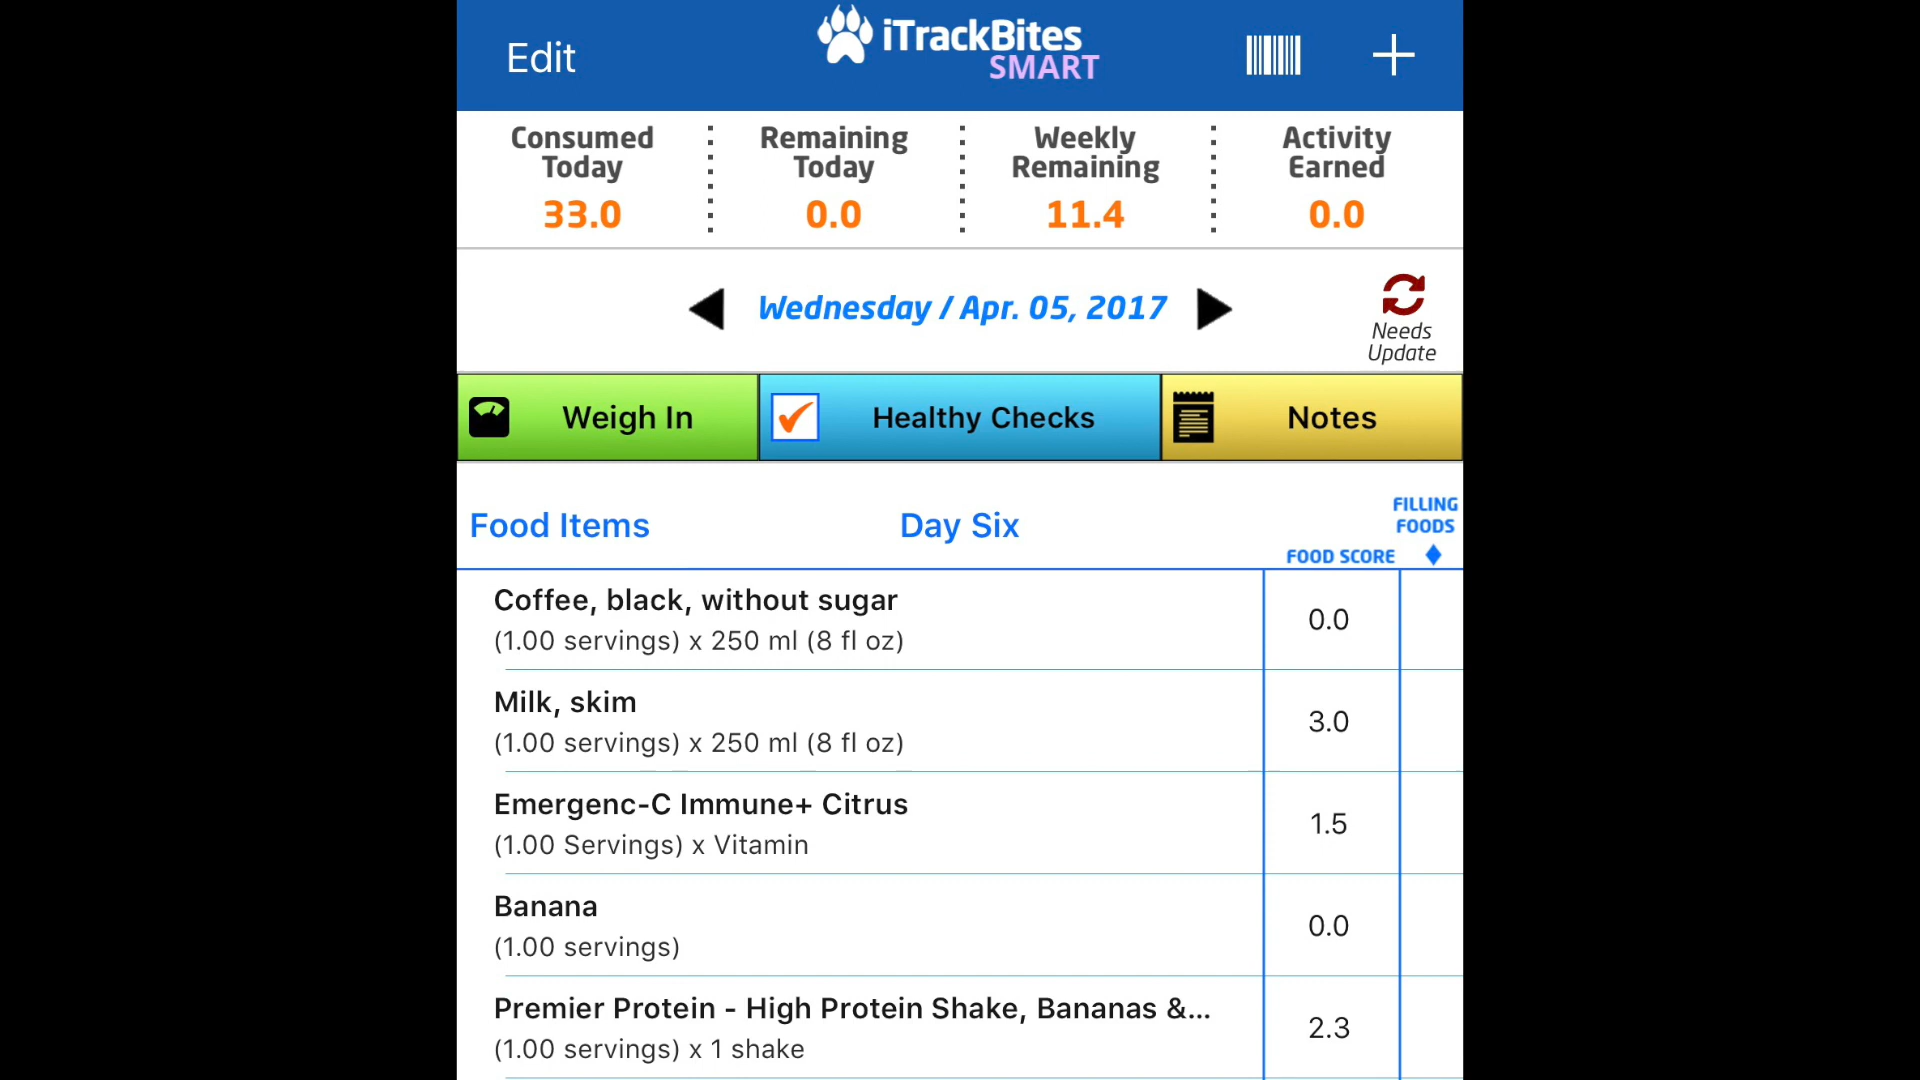 Edit
iTrackBites
SMART
Consumed Today
33.0
Remaining Today
0.0
Weekly Remaining
11.4
Activity Earned
0.0
Wednesday / Apr. 05, 2017
Needs Update
Weigh In
Healthy Checks
Notes
Food Items
Day Six
FOOD SCORE
FILLING FOODS
Coffee, black, without sugar
(1.00 servings) x 250 ml (8 fl oz)
0.0
Milk, skim
(1.00 servings) x 250 ml (8 fl oz)
3.0
Emergenc-C Immune+ Citrus
(1.00 Servings) x Vitamin
1.5
Banana
(1.00 servings)
0.0
Premier Protein - High Protein Shake, Bananas &...
(1.00 servings) x 1 shake
2.3